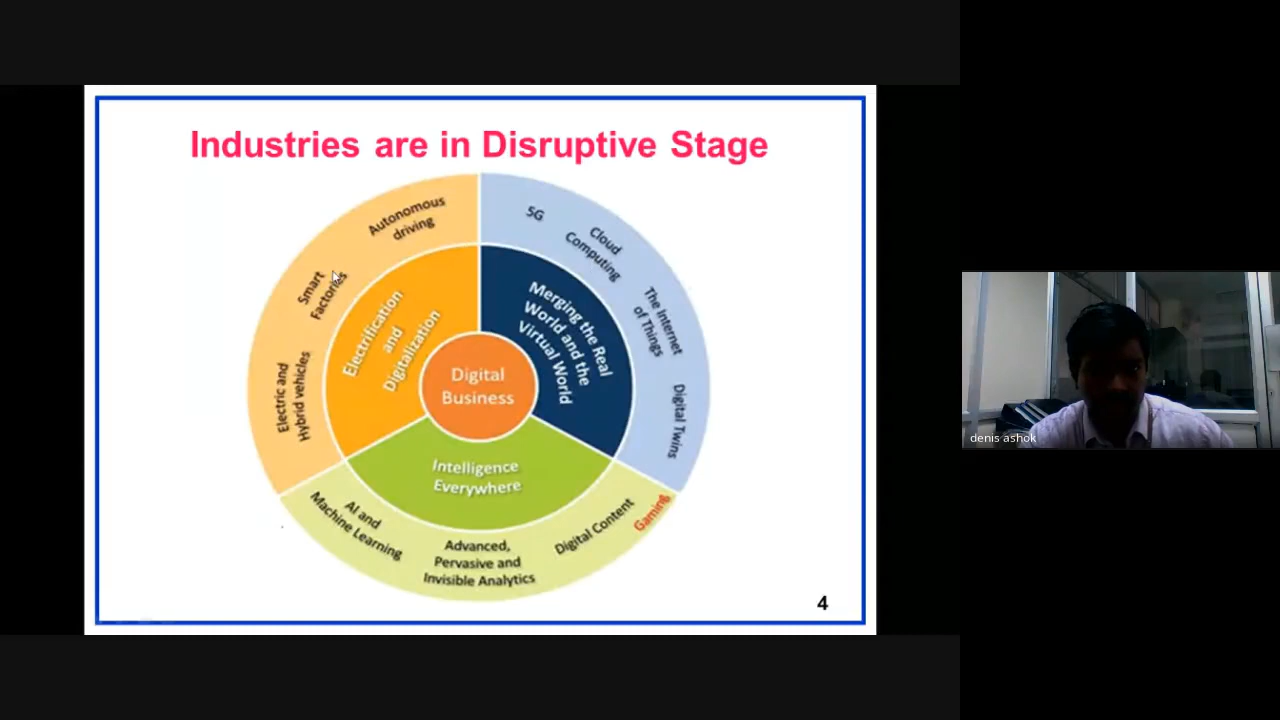 Industries are in Disruptive Stage
Autonomous
driving
Smart
Factories
Electric and
Hybrid vehicles
Electrification
and
Digitalization
5G
Cloud
Computing
The Internet
of Things
Digital Twins
Merging the Real
World and the
Virtual World
Digital
Business
Intelligence
Everywhere
AI and
Machine Learning
Advanced,
Pervasive and
Invisible Analytics
Digital Content
Gaming
4
denis ashok